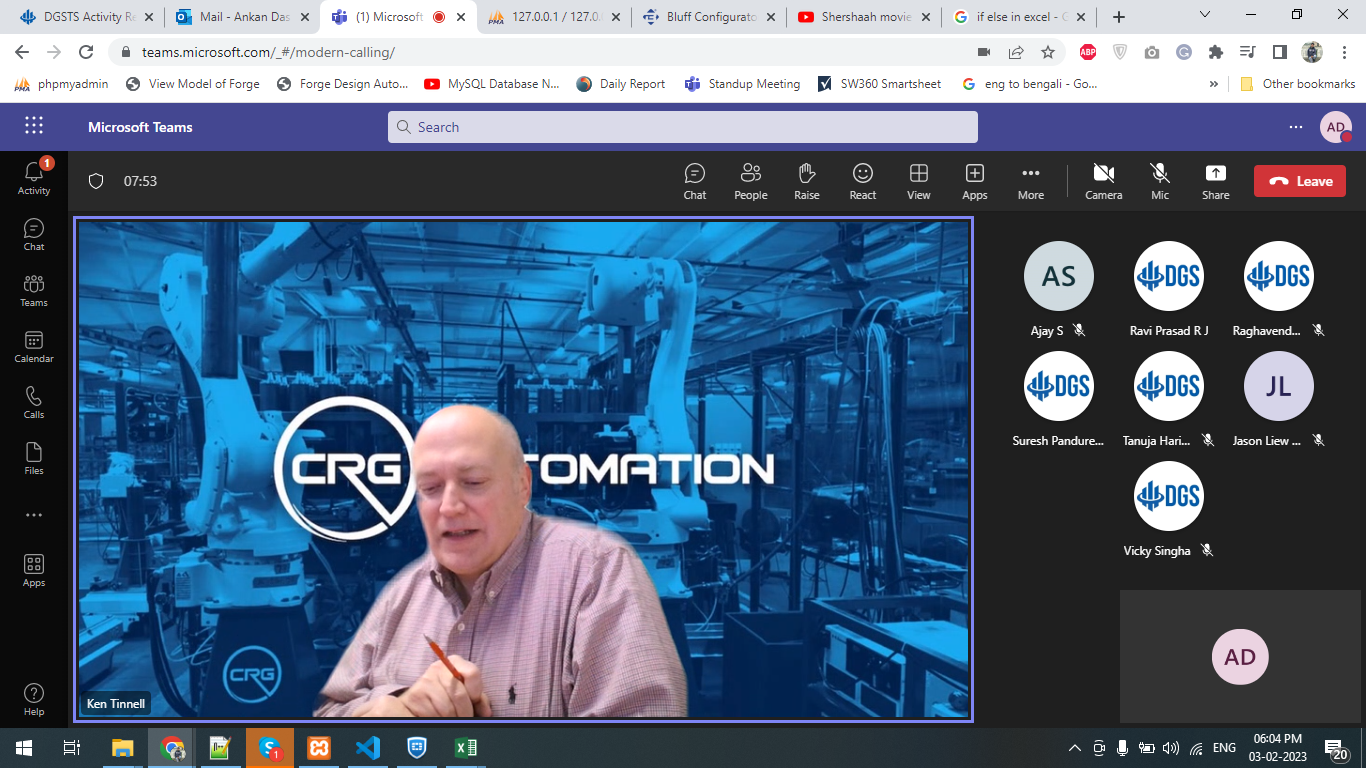 DGSTS Activity Re
Mail - Ankan Das
(1) Microsoft
127.0.0.1 / 127.0.
Bluff Configurato
Shershaah movie
if else in excel - G
teams.microsoft.com/_#/modern-calling/
ABP
phpmyadmin
View Model of Forge
Forge Design Auto...
MySQL Database N...
Daily Report
Standup Meeting
SW360 Smartsheet
eng to bengali - Go...
»
Other bookmarks
Microsoft Teams
Search
AD
1
Activity
Chat
Teams
Calendar
Calls
Files
Apps
Help
07:53
Chat
People
Raise
React
View
Apps
More
Camera
Mic
Share
Leave
CRG
TOMATION
CRG
Ken Tinnell
AS
Ajay S
DGS
Ravi Prasad R J
DGS
Raghavend...
DGS
Suresh Pandure...
DGS
Tanuja Hari...
JL
Jason Liew ...
DGS
Vicky Singha
AD
1
ENG
06:04 PM
03-02-2023
20